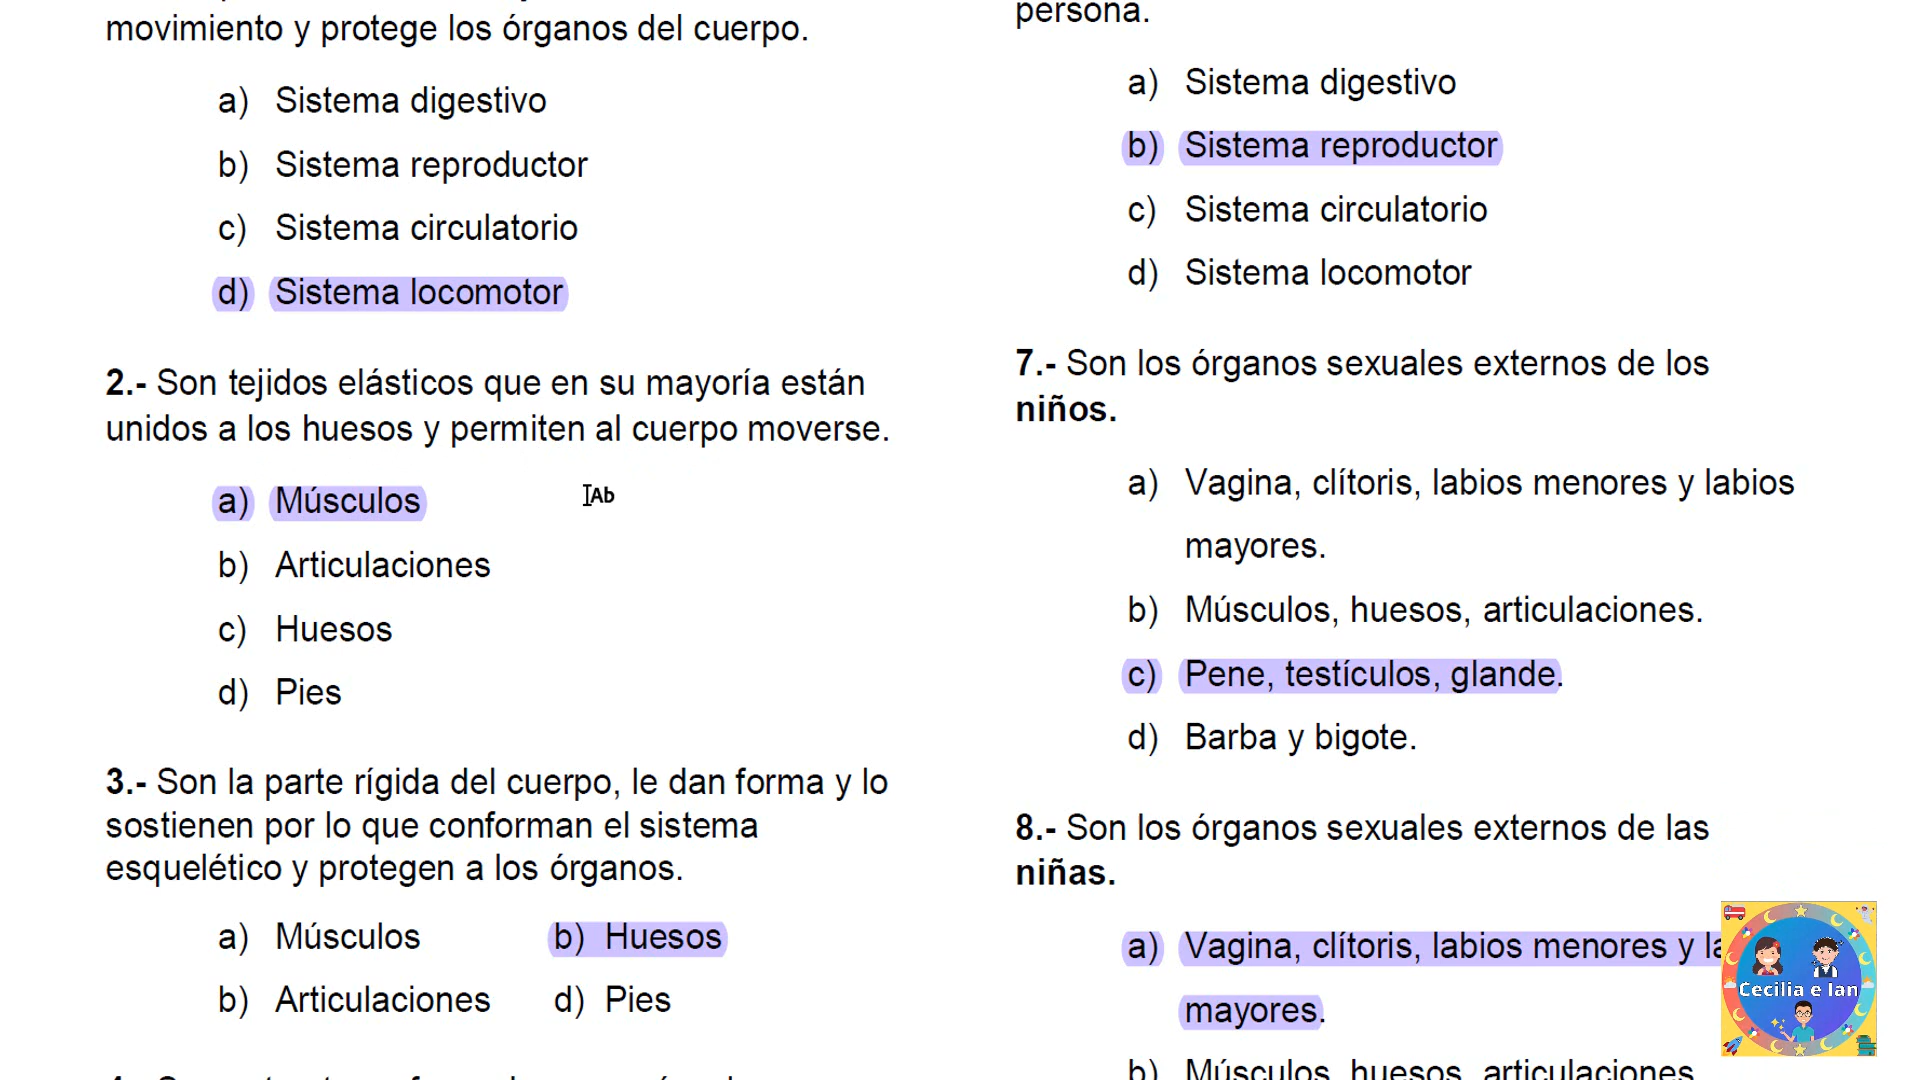 movimiento y protege los órganos del cuerpo.
a) Sistema digestivo
b) Sistema reproductor
c) Sistema circulatorio
d) Sistema locomotor
2.- Son tejidos elásticos que en su mayoría están
unidos a los huesos y permiten al cuerpo moverse.
a) Músculos
Ab
b) Articulaciones
c) Huesos
d) Pies
3.- Son la parte rígida del cuerpo, le dan forma y lo
sostienen por lo que conforman el sistema
esquelético y protegen a los órganos.
a) Músculos b) Huesos
b) Articulaciones d) Pies
persona.
a) Sistema digestivo
b) Sistema reproductor
c) Sistema circulatorio
d) Sistema locomotor
7.- Son los órganos sexuales externos de los
niños.
a) Vagina, clítoris, labios menores y labios
mayores.
b) Músculos, huesos, articulaciones.
c) Pene, testículos, glande.
d) Barba y bigote.
8.- Son los órganos sexuales externos de las
niñas.
a) Vagina, clítoris, labios menores y
mayores.
b) Músculos, huesos, articulaciones
Cecilia e Ian